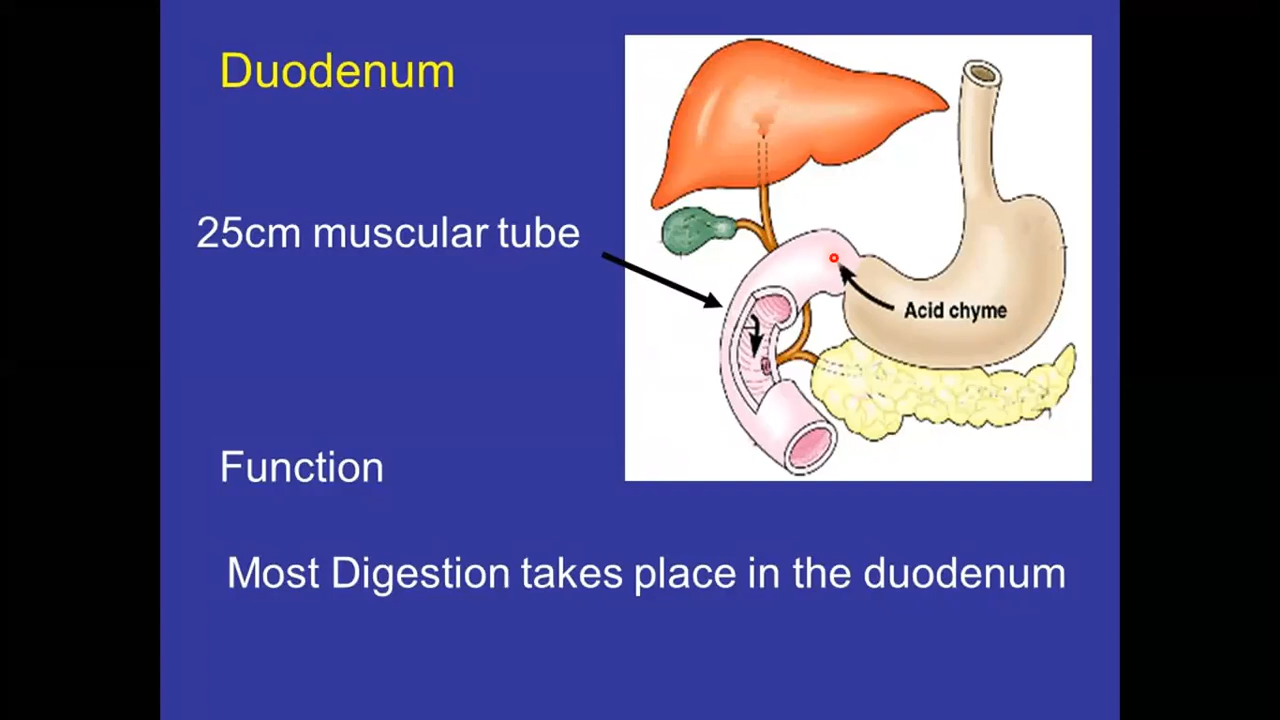 Duodenum
25cm muscular tube
Acid chyme
Function
Most Digestion takes place in the duodenum